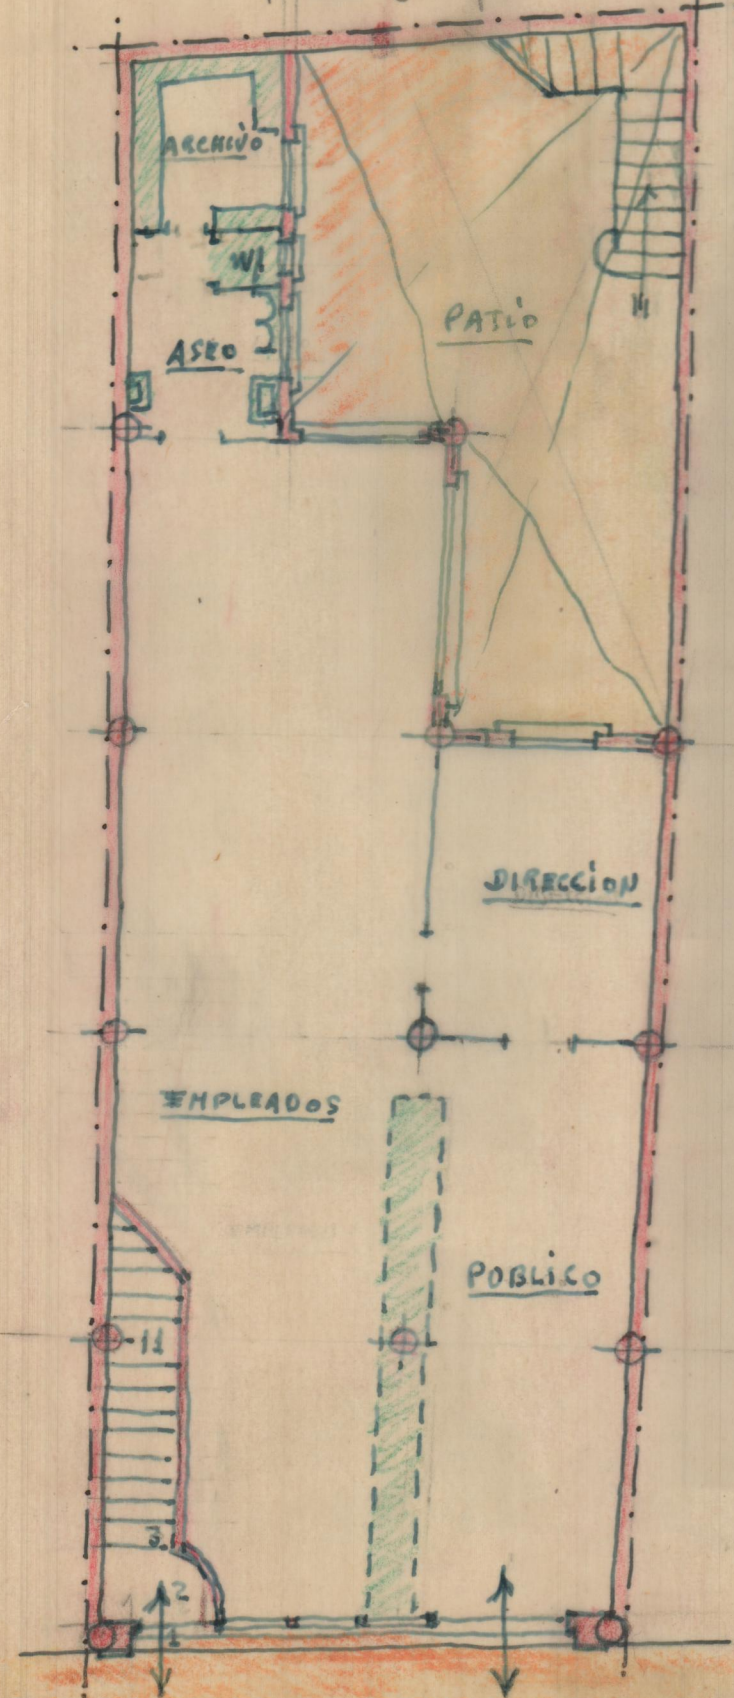 ARCHIVO
ASEO
PATIO
DIRECCION
EMPLEADOS
PUBLICO
11
3
2
1